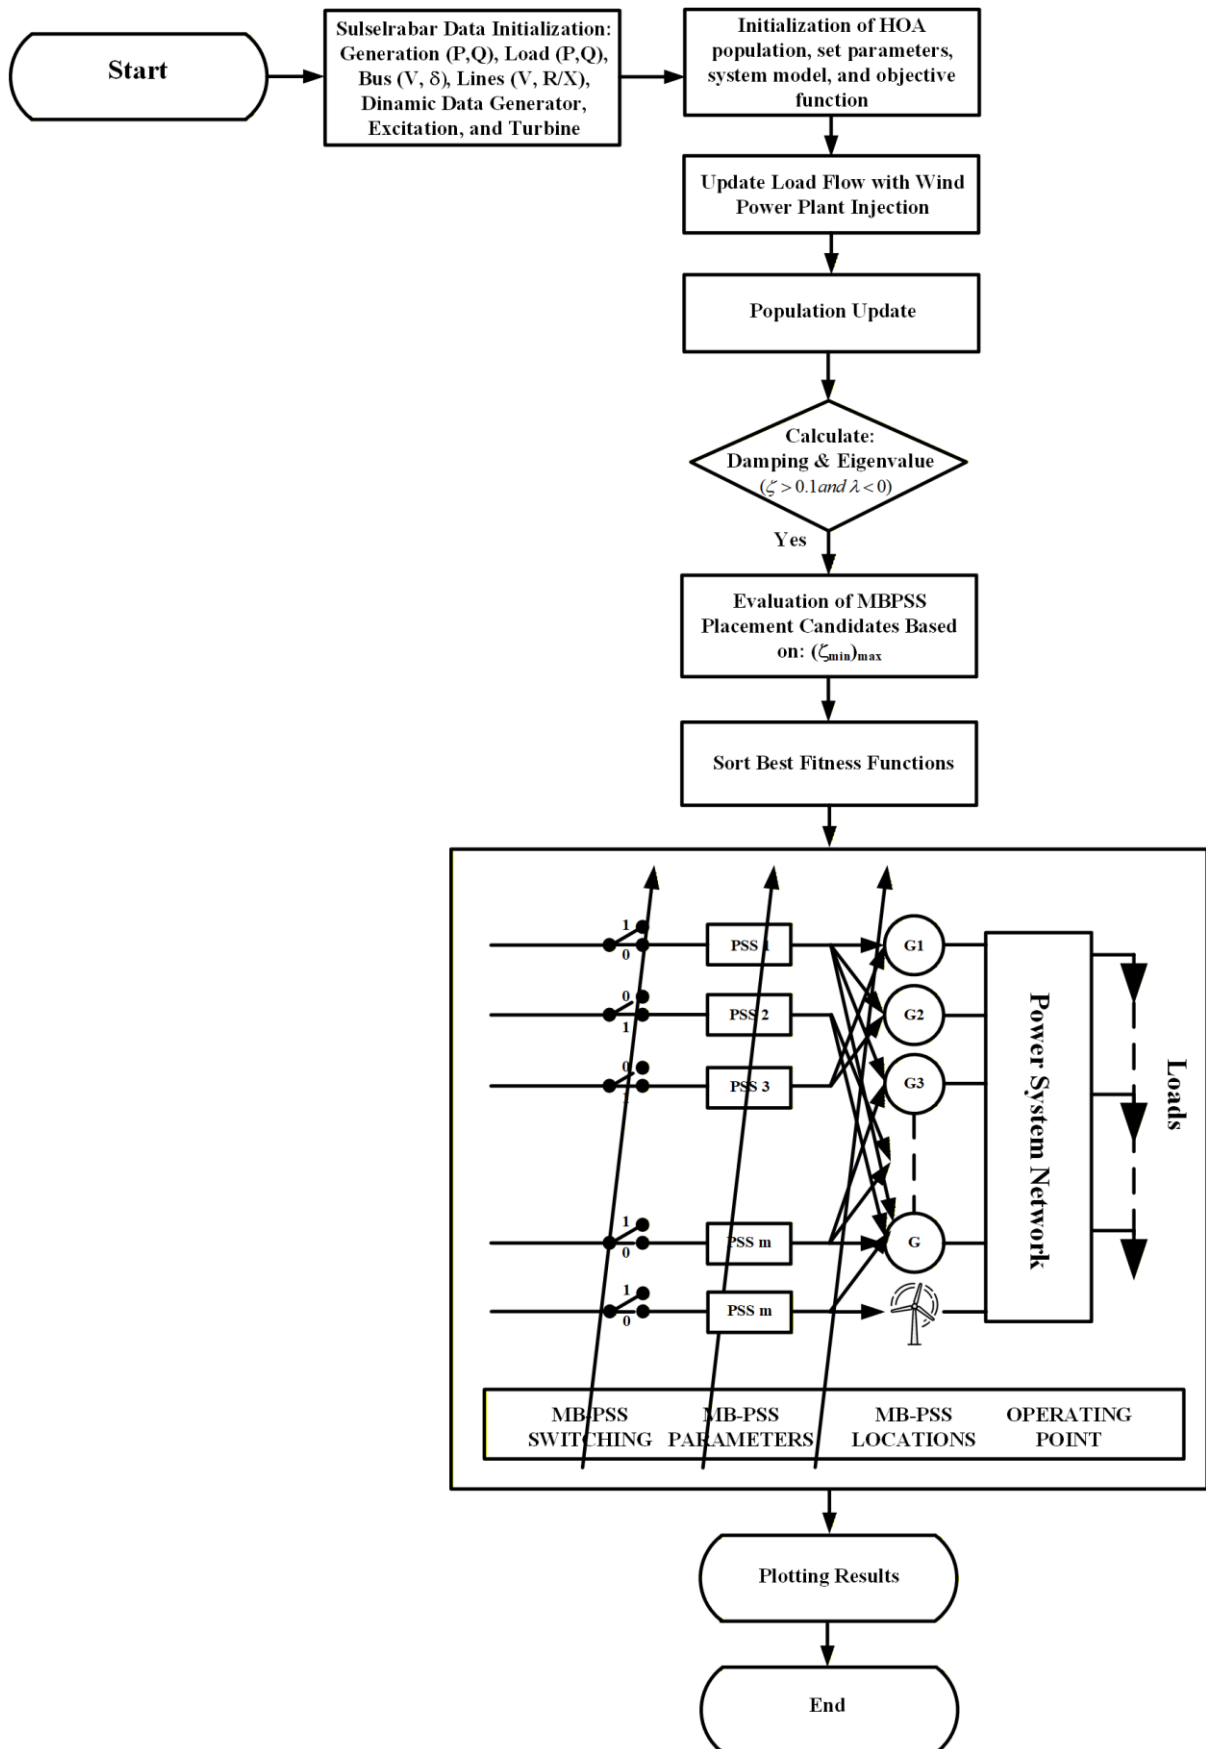 Start
Sulselrabar Data Initialization:
Generation (P,Q), Load (P,Q),
Bus (V, δ), Lines (V, R/X),
Dinamic Data Generator,
Excitation, and Turbine
Initialization of HOA
population, set parameters,
system model, and objective
function
Update Load Flow with Wind
Power Plant Injection
Population Update
Calculate:
Damping & Eigenvalue
(ζ > 0.1 and λ < 0)
Yes
Evaluation of MBPSS
Placement Candidates Based
on: (ζmin)max
Sort Best Fitness Functions
1
0
PSS 1
G1
0
1
PSS 2
G2
0
1
PSS 3
G3
1
0
PSS m
G
1
0
PSS m
Power System Network
Loads
MB-PSS
SWITCHING
MB-PSS
PARAMETERS
MB-PSS
LOCATIONS
OPERATING
POINT
Plotting Results
End